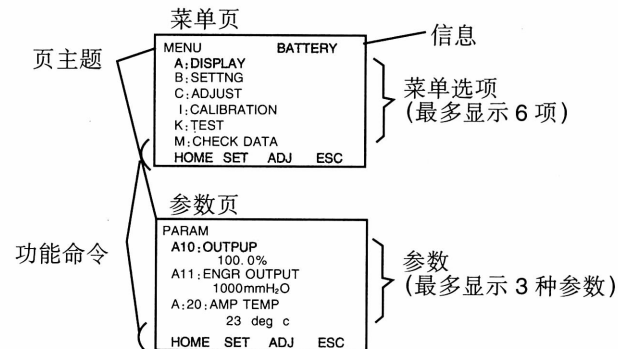 菜单页
信息
页主题
MENU BATTERY
A:DISPLAY
B:SETTNG
C:ADJUST
I:CALIBRATION
K:TEST
M:CHECK DATA
HOME SET ADJ ESC
菜单选项
(最多显示 6 项)
参数页
功能命令
PARAM
A10:OUTPUP
100.0%
A11:ENGR OUTPUT
1000mmH₂O
A:20:AMP TEMP
23 deg c
HOME SET ADJ ESC
参数
(最多显示 3 种参数)